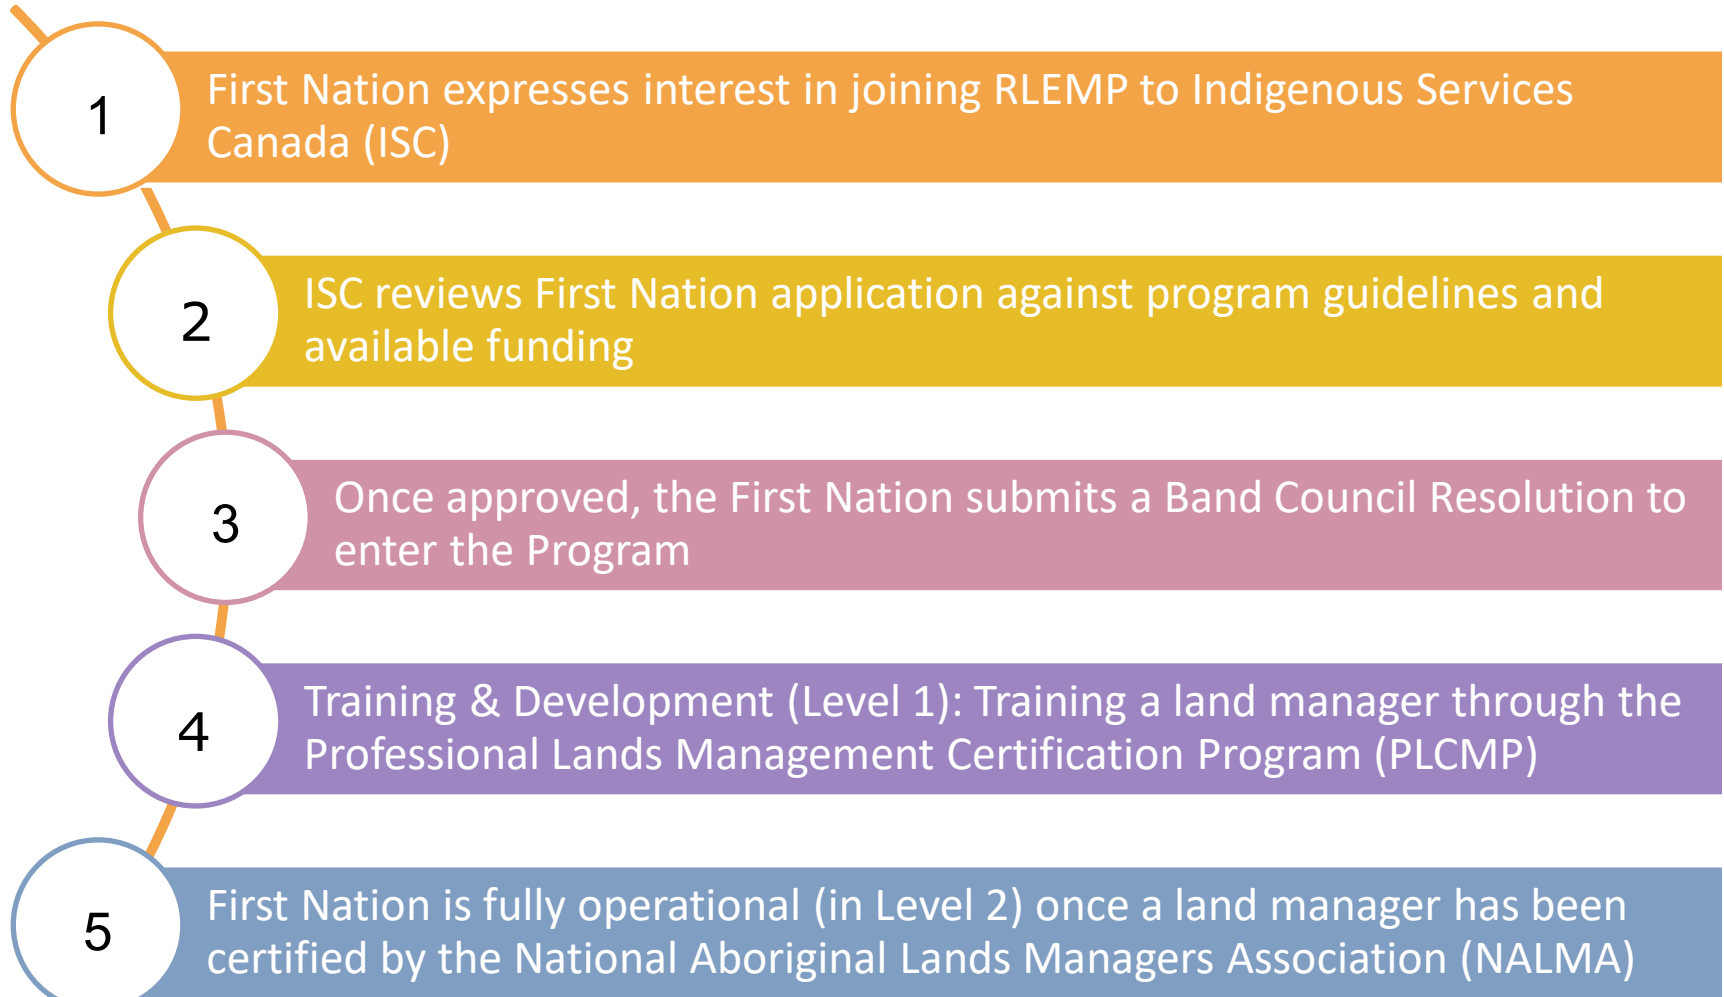 1
First Nation expresses interest in joining RLEMP to Indigenous Services
Canada (ISC)
2
ISC reviews First Nation application against program guidelines and
available funding
3
Once approved, the First Nation submits a Band Council Resolution to
enter the Program
4
Training & Development (Level 1): Training a land manager through the
Professional Lands Management Certification Program (PLCMP)
5
First Nation is fully operational (in Level 2) once a land manager has been
certified by the National Aboriginal Lands Managers Association (NALMA)